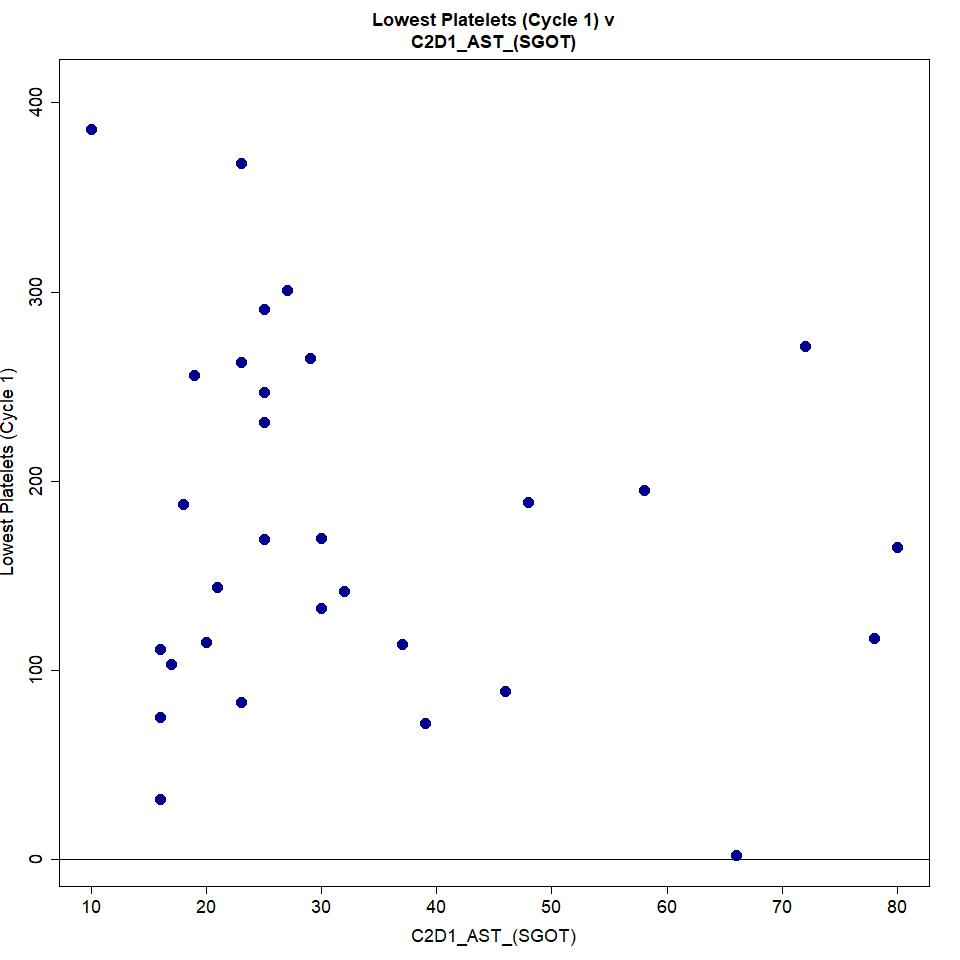 Lowest Platelets (Cycle 1) v
C2D1_AST_(SGOT)
400
300
200
100
0
Lowest Platelets (Cycle 1)
10 20 30 40 50 60 70 80
C2D1_AST_(SGOT)